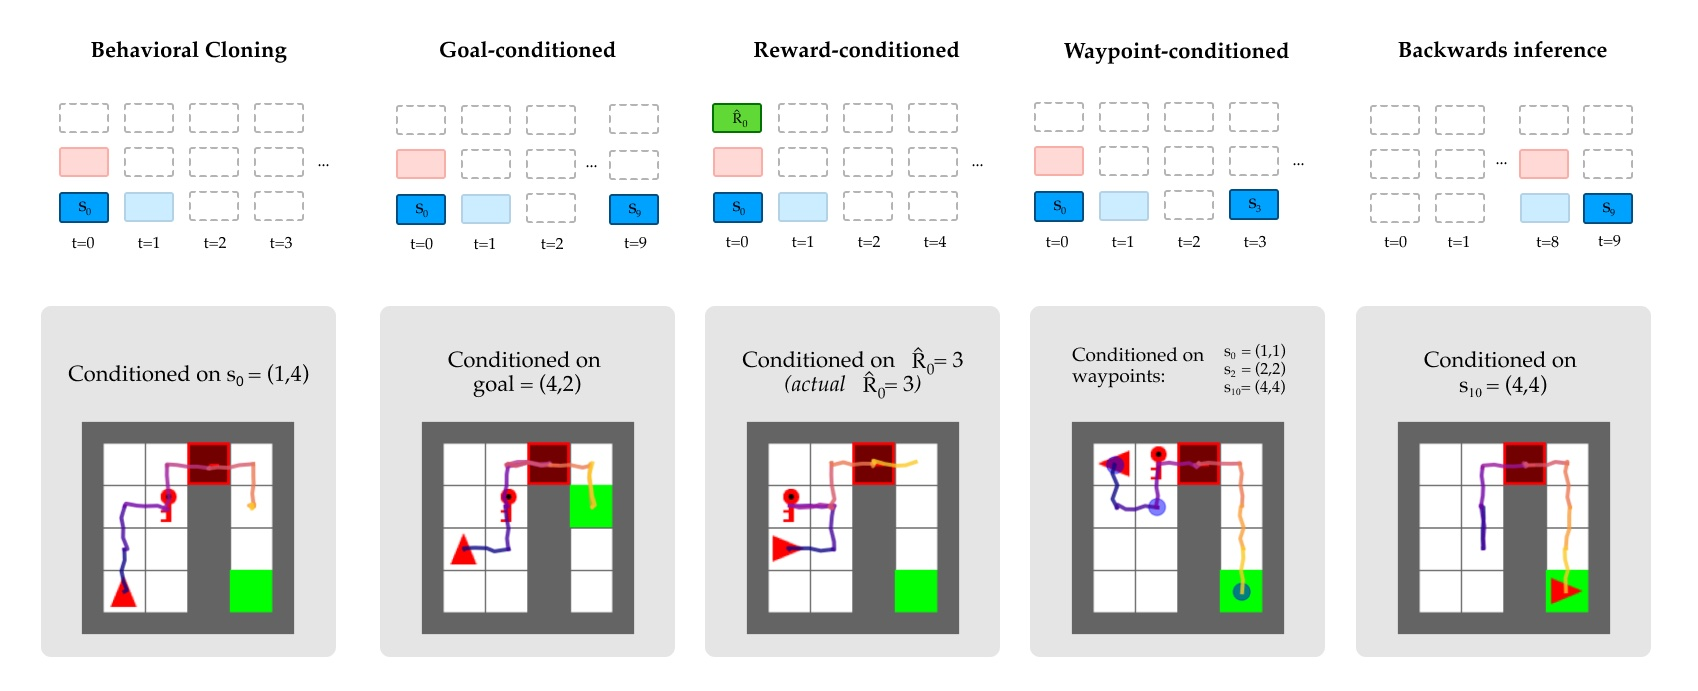 Behavioral Cloning
Goal-conditioned
Reward-conditioned
Waypoint-conditioned
Backwards inference
S₀
...
t=0 t=1 t=2 t=3
...
S₀ S₉
t=0 t=1 t=2 t=9
R̂₀
...
S₀
t=0 t=1 t=2 t=4
...
S₀ S₃
t=0 t=1 t=2 t=3
...
S₉
t=0 t=1 t=8 t=9
Conditioned on s₀ = (1,4)
Conditioned on
goal = (4,2)
Conditioned on R̂₀= 3
(actual R̂₀= 3)
Conditioned on
waypoints:
s₀ = (1,1)
s₂ = (2,2)
s₁₀= (4,4)
Conditioned on
s₁₀ = (4,4)